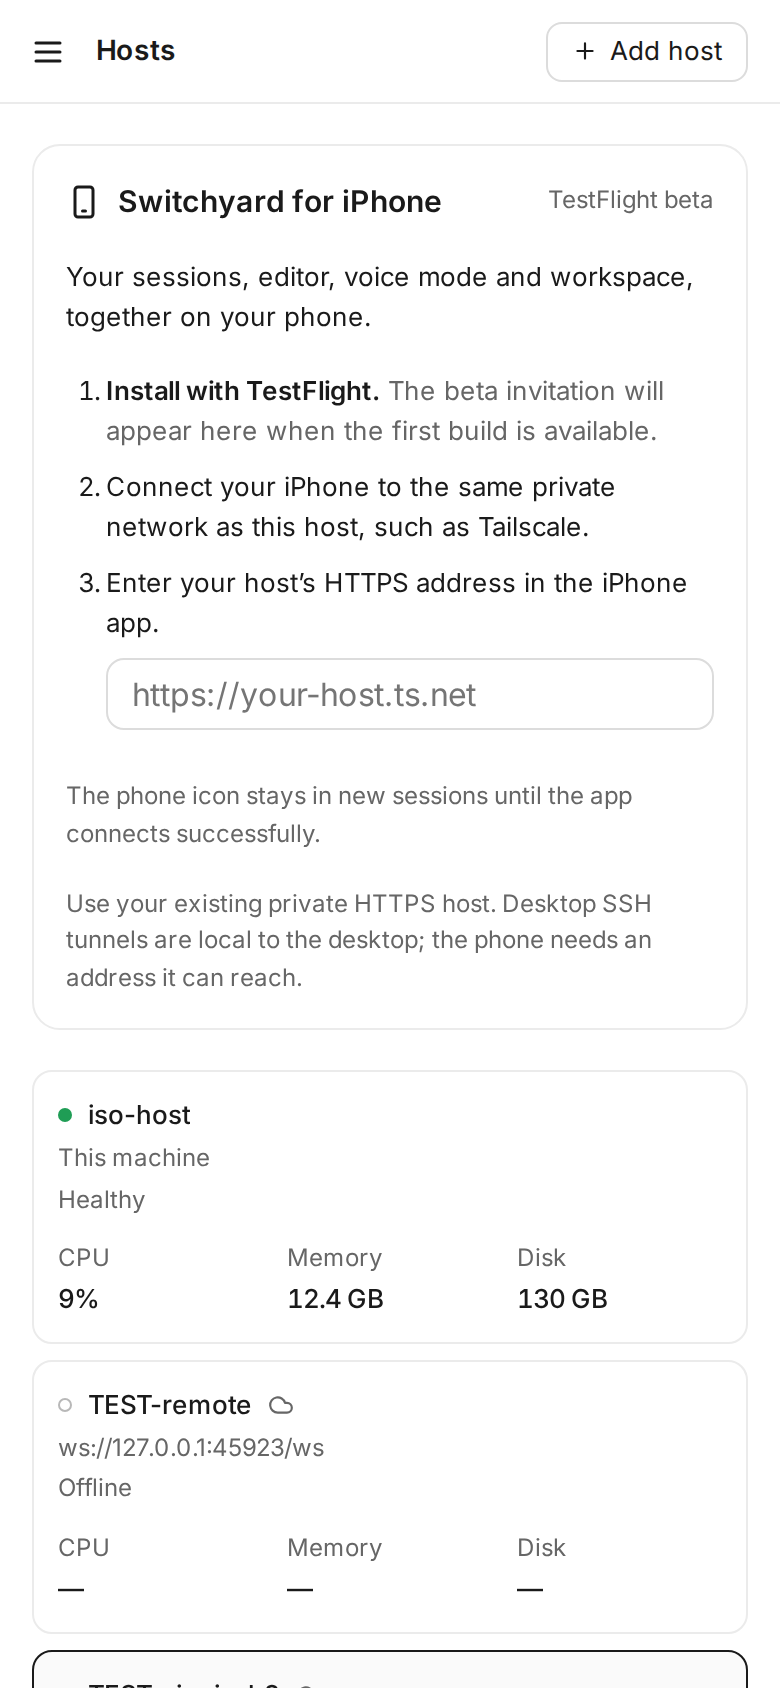 Hosts
+ Add host
Switchyard for iPhone
TestFlight beta
Your sessions, editor, voice mode and workspace,
together on your phone.
1. Install with TestFlight. The beta invitation will
appear here when the first build is available.
2. Connect your iPhone to the same private
network as this host, such as Tailscale.
3. Enter your host’s HTTPS address in the iPhone
app.
https://your-host.ts.net
The phone icon stays in new sessions until the app
connects successfully.
Use your existing private HTTPS host. Desktop SSH
tunnels are local to the desktop; the phone needs an
address it can reach.
iso-host
This machine
Healthy
CPU Memory Disk
9% 12.4 GB 130 GB
TEST-remote
ws://127.0.0.1:45923/ws
Offline
CPU Memory Disk
— — —